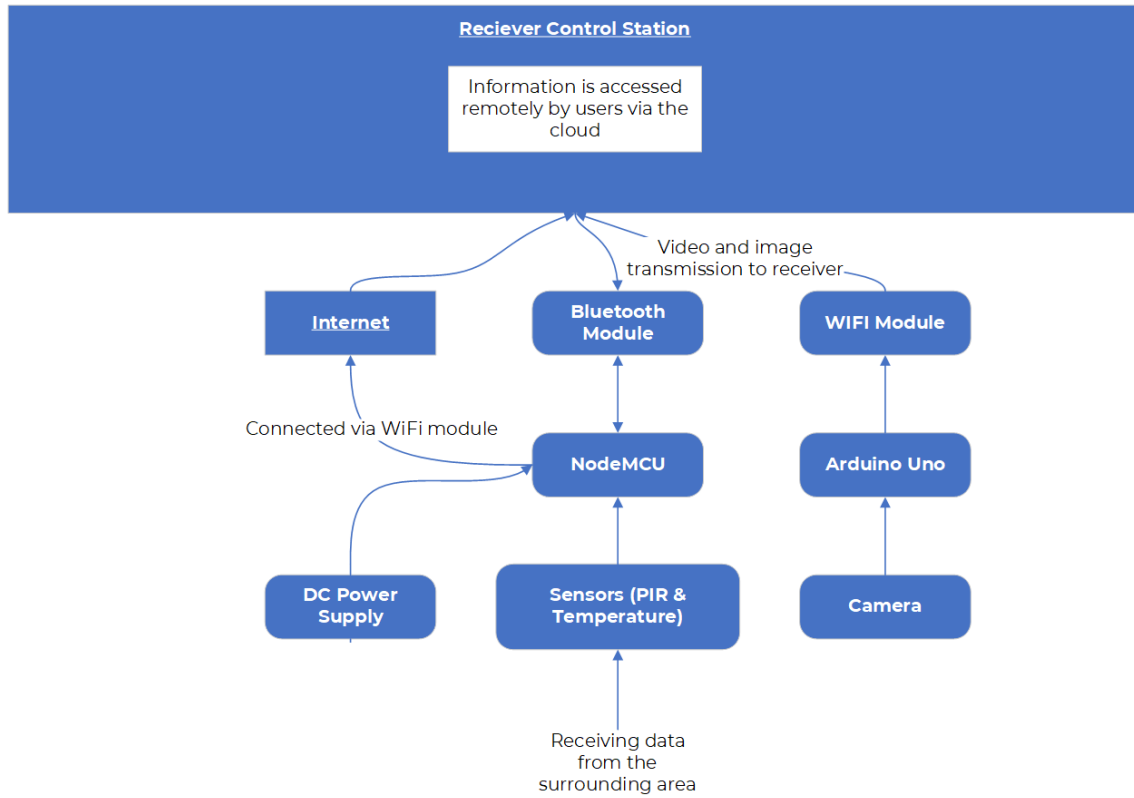 Reciever Control Station
Information is accessed
remotely by users via the
cloud
Video and image
transmission to receiver
Internet
Bluetooth
Module
WIFI Module
Connected via WiFi module
NodeMCU
Arduino Uno
DC Power
Supply
Sensors (PIR &
Temperature)
Camera
Receiving data
from the
surrounding area